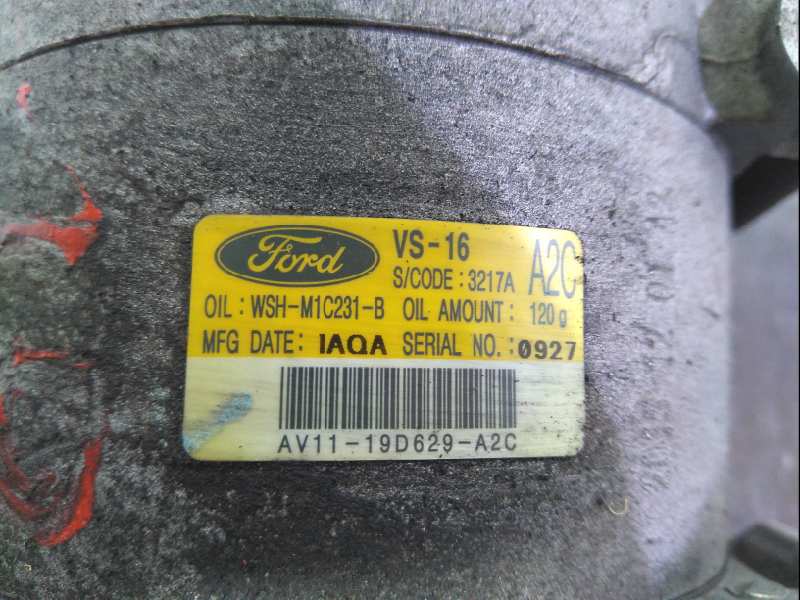 Ford VS-16 A2C
S/CODE : 3217A
OIL : WSH-M1C231-B OIL AMOUNT : 120 g
MFG DATE : IAQA SERIAL NO. : 0927
AV11-19D629-A2C